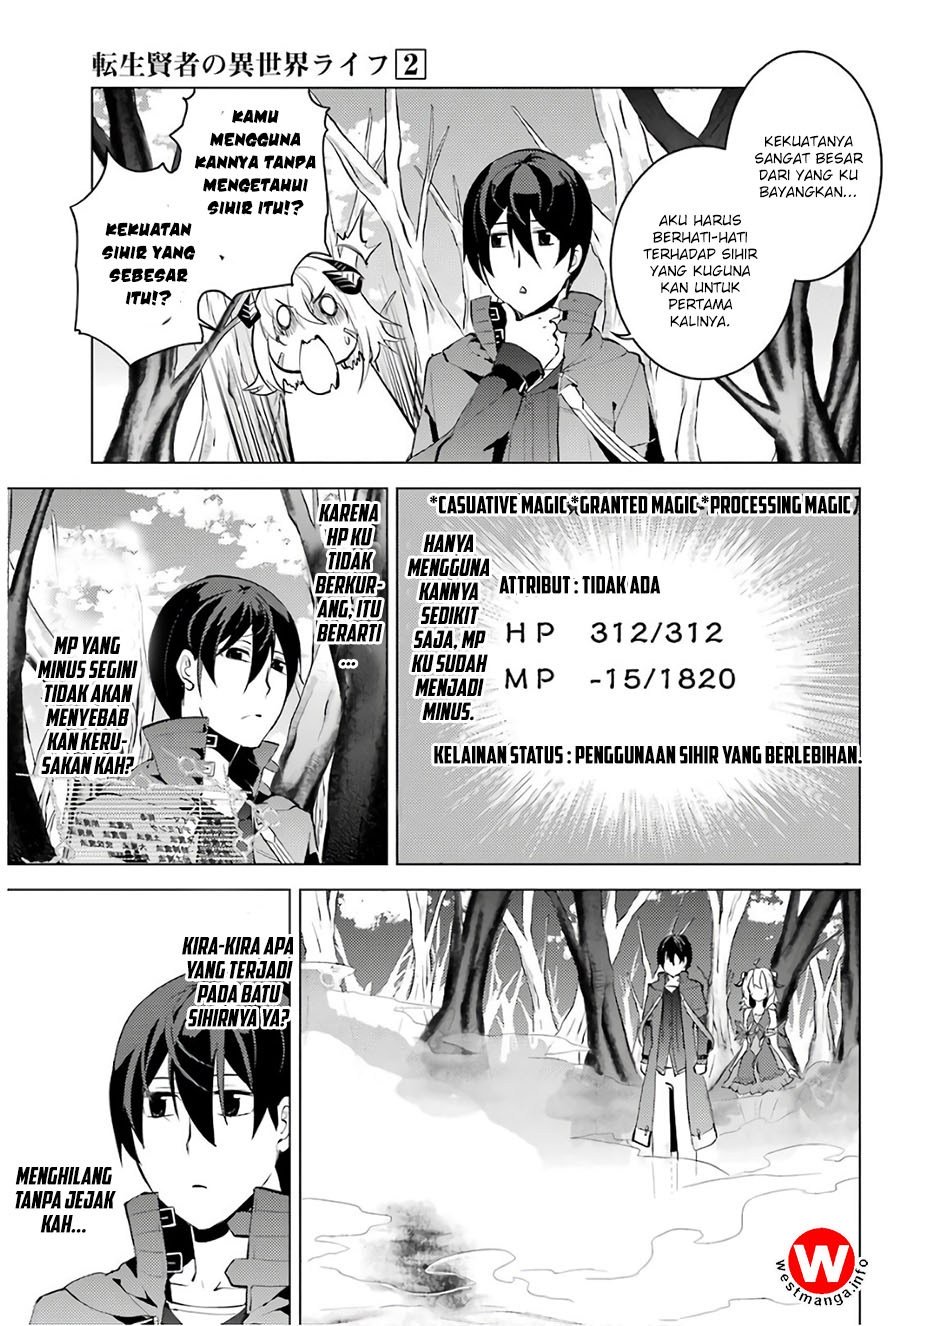 転生賢者の異世界ライフ 2
KEKUATANYA
SANGAT BESAR
DARI YANG KU
BAYANGKAN...
AKU HARUS
BERHATI-HATI
TERHADAP SIHIR
YANG KUGUNA
KAN UNTUK
PERTAMA
KALINYA.
KAMU
MENGGUNA
KANNYA TANPA
MENGETAHUI
SIHIR ITU!?
KEKUATAN
SIHIR YANG
SEBESAR
ITU!?
*CASUATIVE MAGIC *GRANTED MAGIC *PROCESSING MAGIC )
ATTRIBUT : TIDAK ADA
HP 312/312
MP -15/1820
KELAINAN STATUS : PENGGUNAAN SIHIR YANG BERLEBIHAN.
HANYA
MENGGUNA
KANNYA
SEDIKIT
SAJA, MP
KU SUDAH
MENJADI
MINUS.
KARENA
HP KU
TIDAK
BERKUR-
ANG, ITU
BERARTI
....
MP YANG
MINUS SEGINI
TIDAK AKAN
MENYEBAB
KAN KERU-
SAKAN KAH?
KIRA-KIRA APA
YANG TERJADI
PADA BATU
SIHIRNYA YA?
MENGHILANG
TANPA JEJAK
KAH...
W
westmanga.info